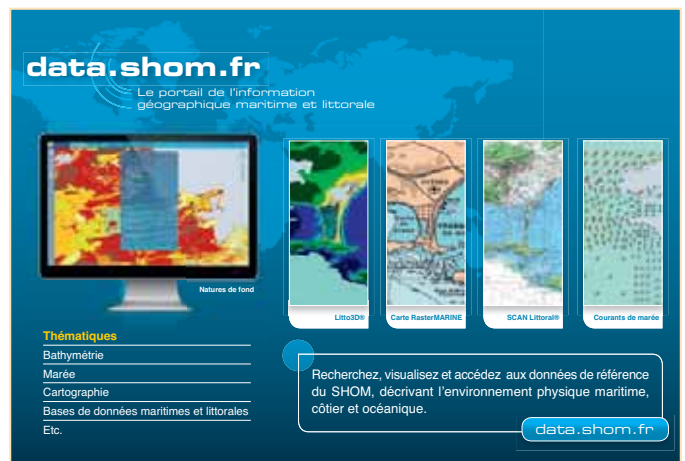 data.shom.fr
Le portail de l'information
géographique maritime et littorale
Natures de fond
Litto3D®
Carte RasterMARINE
SCAN Littoral®
Courants de marée
Thématiques
Bathymétrie
Marée
Cartographie
Bases de données maritimes et littorales
Etc.
Recherchez, visualisez et accédez aux données de référence
du SHOM, décrivant l'environnement physique maritime,
côtier et océanique.
data.shom.fr